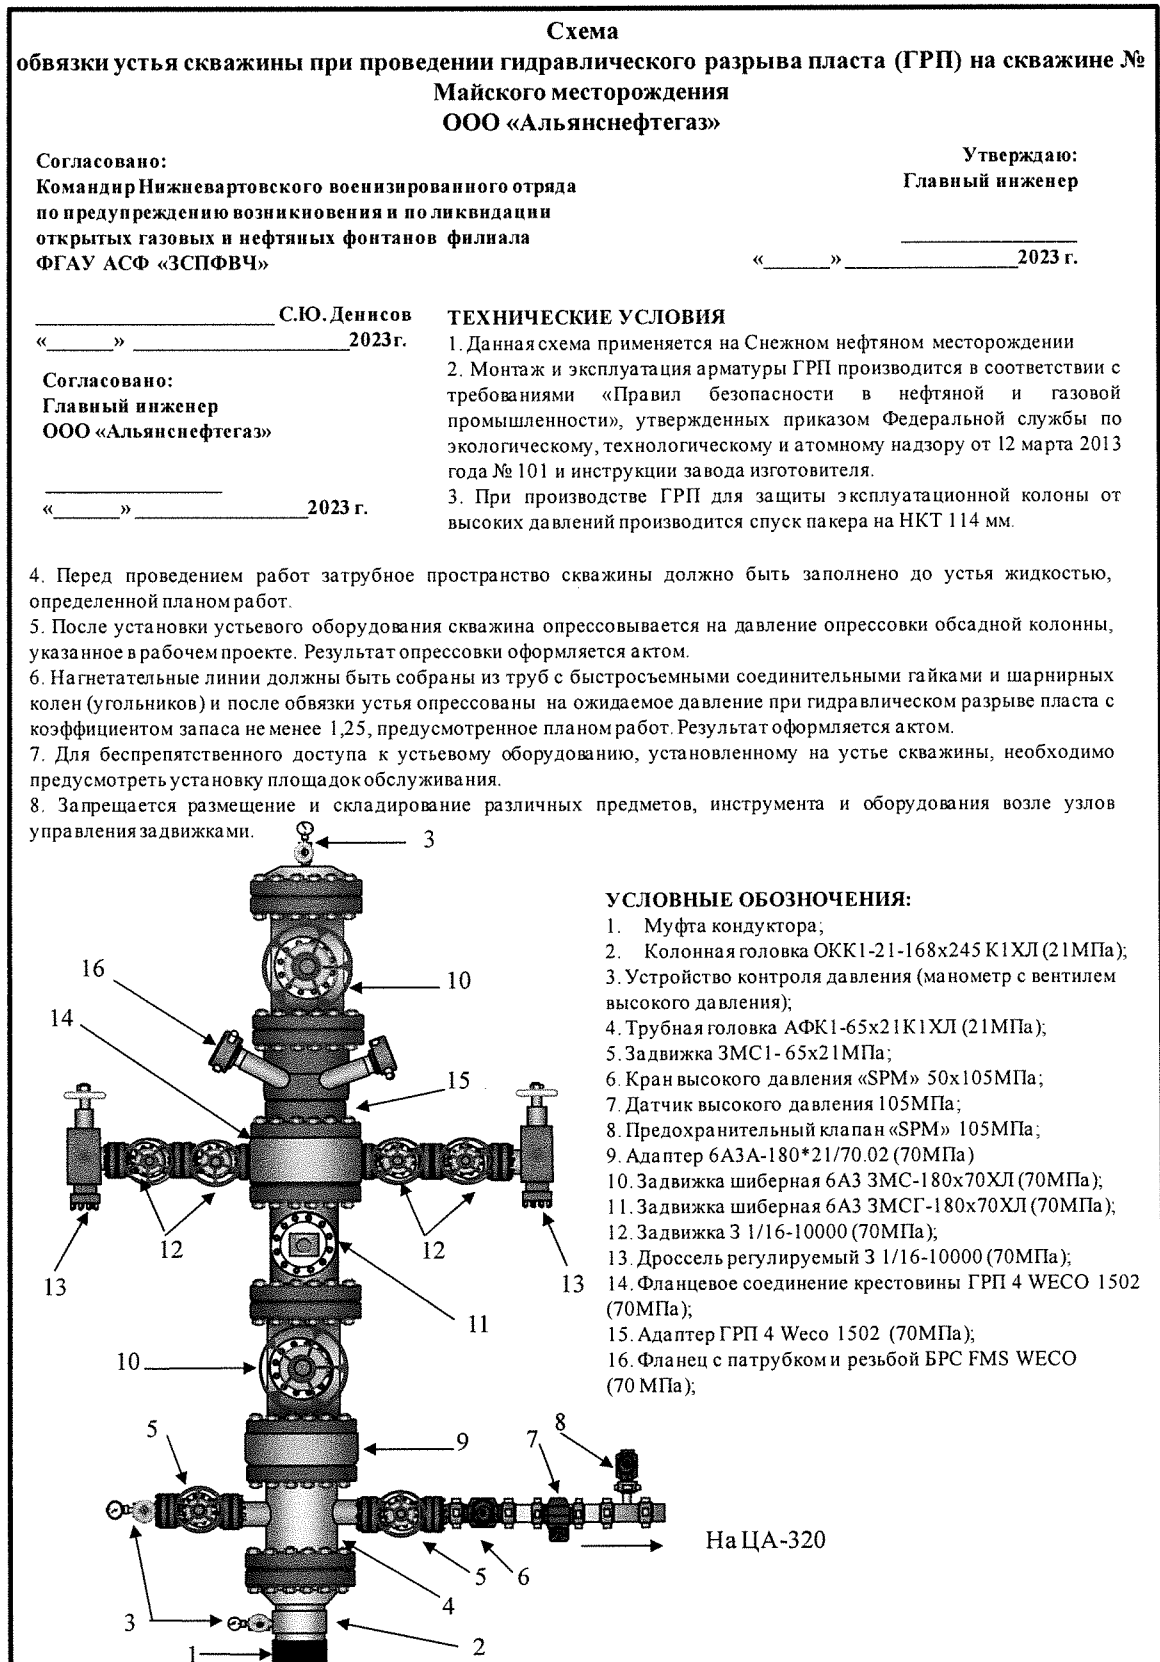 Схема
обвязки устья скважины при проведении гидравлического разрыва пласта (ГРП) на скважине №
Майского месторождения
ООО «Альянснефтегаз»
Согласовано:
Командир Нижневартовского военизированного отряда
по предупреждению возникновения и по ликвидации
открытых газовых и нефтяных фонтанов филиала
ФГАУ АСФ «ЗСПФВЧ»
Утверждаю:
Главный инженер
«______»________________2023 г.
______________________ С.Ю. Денисов
«______» ____________________2023 г.
Согласовано:
Главный инженер
ООО «Альянснефтегаз»
«______» ________________2023 г.
ТЕХНИЧЕСКИЕ УСЛОВИЯ
1. Данная схема применяется на Снежном нефтяном месторождении
2. Монтаж и эксплуатация арматуры ГРП производится в соответствии с
требованиями «Правил безопасности в нефтяной и газовой
промышленности», утвержденных приказом Федеральной службы по
экологическому, технологическому и атомному надзору от 12 марта 2013
года № 101 и инструкции завода изготовителя.
3. При производстве ГРП для защиты эксплуатационной колоны от
высоких давлений производится спуск пакера на НКТ 114 мм.
4. Перед проведением работ затрубное пространство скважины должно быть заполнено до устья жидкостью,
определенной планом работ.
5. После установки устьевого оборудования скважина опрессовывается на давление опрессовки обсадной колонны,
указанное в рабочем проекте. Результат опрессовки оформляется актом.
6. Нагнетательные линии должны быть собраны из труб с быстросъемными соединительными гайками и шарнирных
колен (угольников) и после обвязки устья опрессованы на ожидаемое давление при гидравлическом разрыве пласта с
коэффициентом запаса не менее 1,25, предусмотренное планом работ. Результат оформляется актом.
7. Для беспрепятственного доступа к устьевому оборудованию, установленному на устье скважины, необходимо
предусмотреть установку площадок обслуживания.
8. Запрещается размещение и складирование различных предметов, инструмента и оборудования возле узлов
управления задвижками.
УСЛОВНЫЕ ОБОЗНОЧЕНИЯ:
1. Муфта кондуктора;
2. Колонная головка ОКК1-21-168х245 К1ХЛ (21МПа);
3. Устройство контроля давления (манометр с вентилем
высокого давления);
4. Трубная головка АФК1-65х21К1ХЛ (21МПа);
5. Задвижка ЗМС1- 65х21МПа;
6. Кран высокого давления «SPM» 50х105МПа;
7. Датчик высокого давления 105МПа;
8. Предохранительный клапан «SPM» 105МПа;
9. Адаптер 6АЗА-180*21/70.02 (70МПа)
10. Задвижка шиберная 6АЗ ЗМС-180х70ХЛ (70МПа);
11. Задвижка шиберная 6АЗ ЗМСГ-180х70ХЛ (70МПа);
12. Задвижка 3 1/16-10000 (70МПа);
13. Дроссель регулируемый 3 1/16-10000 (70МПа);
14. Фланцевое соединение крестовины ГРП 4 WECO 1502
(70МПа);
15. Адаптер ГРП 4 Weco 1502 (70МПа);
16. Фланец с патрубком и резьбой БРС FMS WECO
(70 МПа);
3
16
10
14
15
12
12
13
13
11
10
9
5
7
8
На ЦА-320
5
6
4
3
2
1